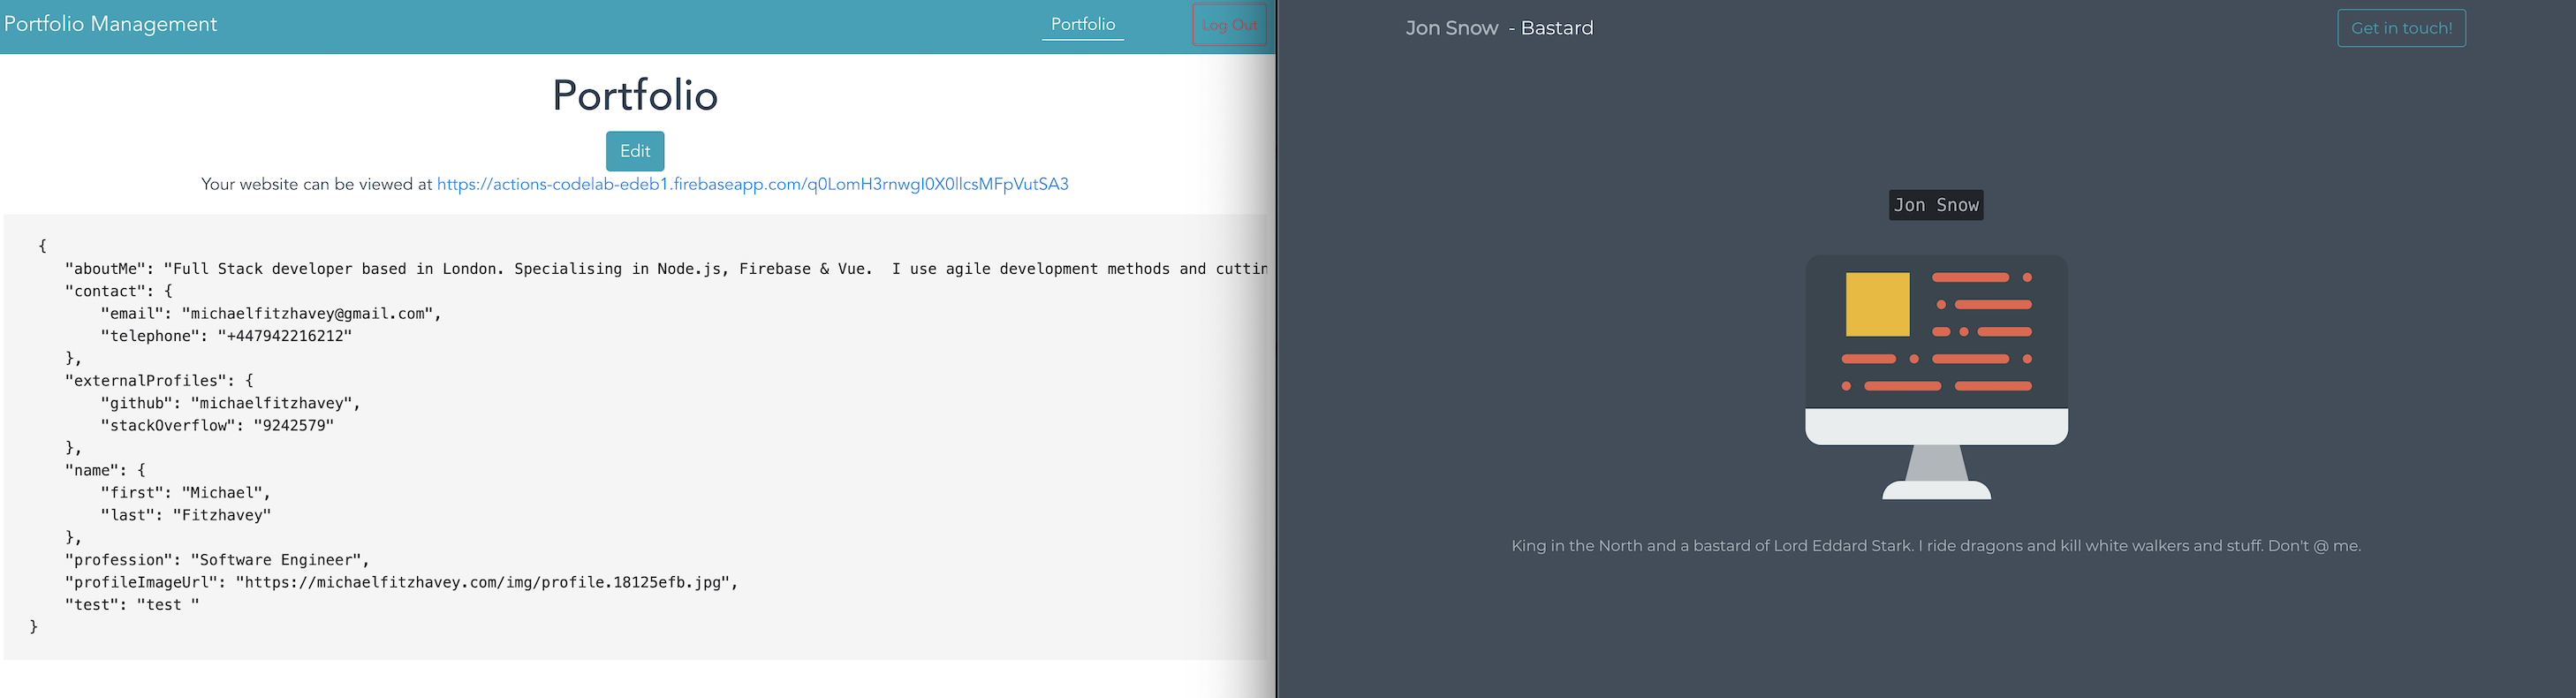 Portfolio Management
Portfolio
Log Out
Portfolio
Edit
Your website can be viewed at https://actions-codelab-edeb1.firebaseapp.com/q0LomH3rnwgI0X0llcsMFpVutSA3
{
"aboutMe": "Full Stack developer based in London. Specialising in Node.js, Firebase & Vue.  I use agile development methods and cuttin
"contact": {
"email": "michaelfitzhavey@gmail.com",
"telephone": "+447942216212"
},
"externalProfiles": {
"github": "michaelfitzhavey",
"stackOverflow": "9242579"
},
"name": {
"first": "Michael",
"last": "Fitzhavey"
},
"profession": "Software Engineer",
"profileImageUrl": "https://michaelfitzhavey.com/img/profile.18125efb.jpg",
"test": "test "
}
Jon Snow - Bastard
Get in touch!
Jon Snow
King in the North and a bastard of Lord Eddard Stark. I ride dragons and kill white walkers and stuff. Don't @ me.